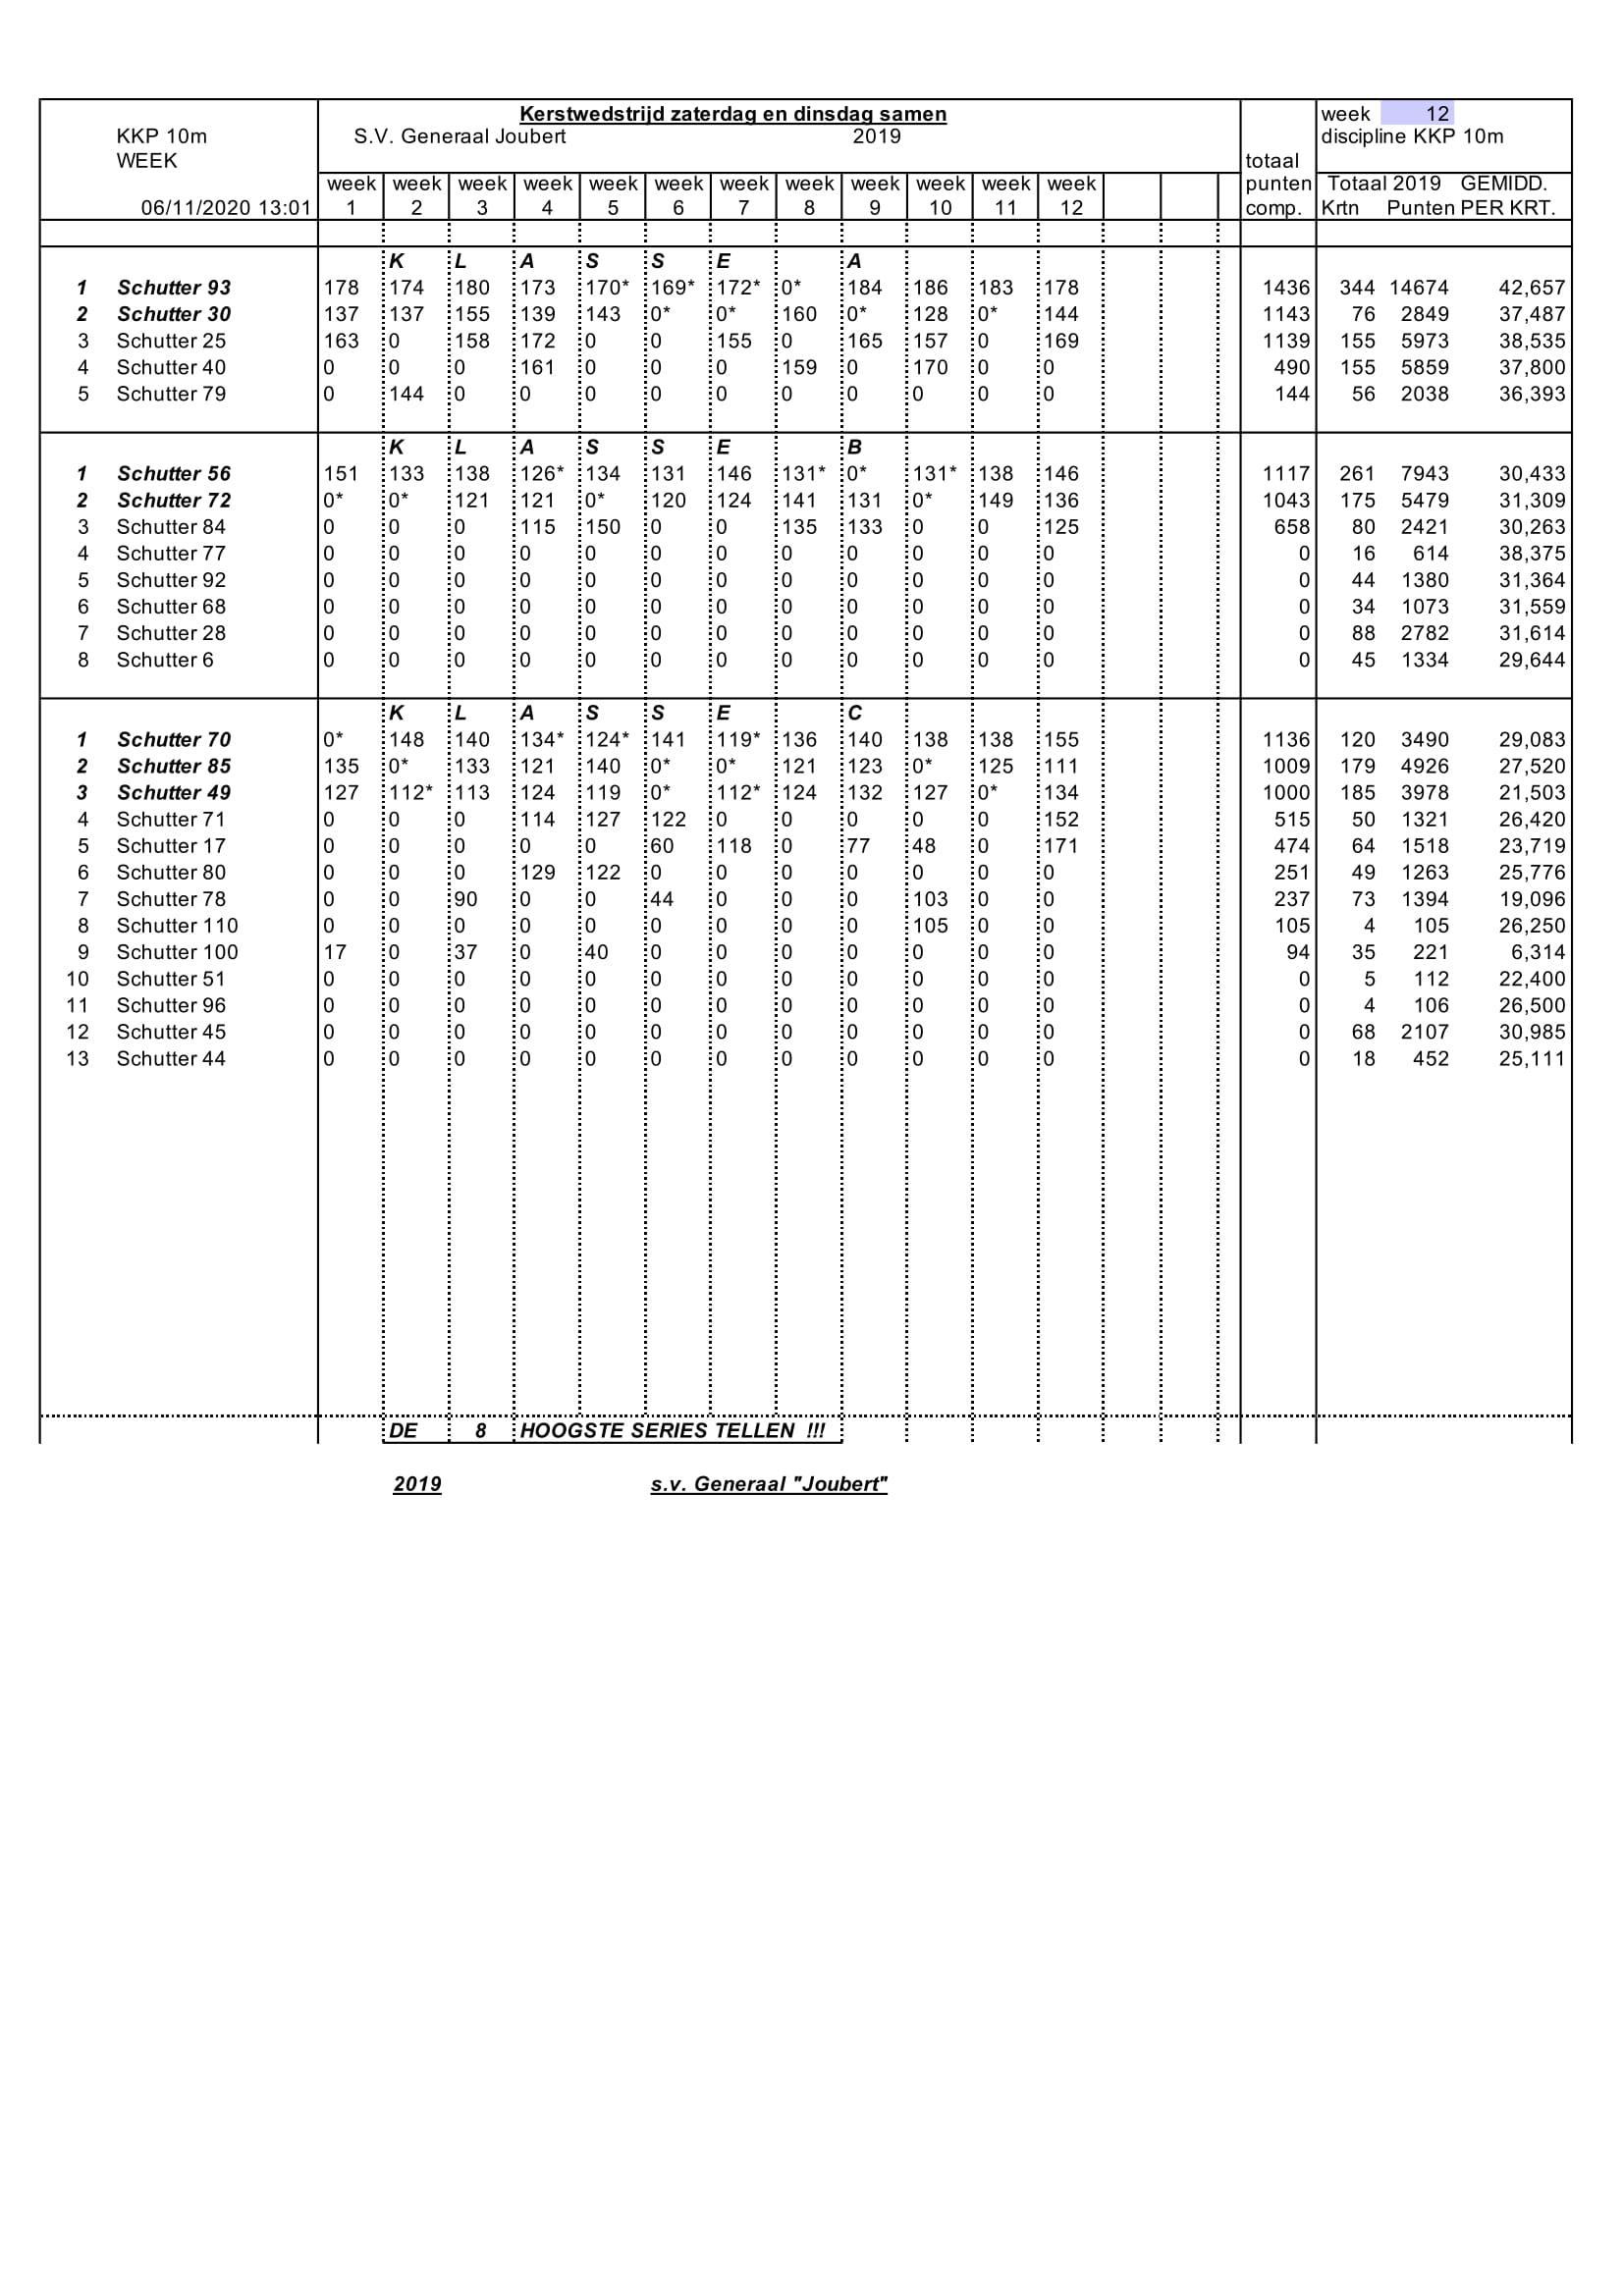 Kerstwedstrijd zaterdag en dinsdag samen week 12
KKP 10m S.V. Generaal Joubert 2019 discipline KKP 10m
WEEK totaal
week week week week week week week week week week week week punten Totaal 2019 GEMIDD.
06/11/2020 13:01 1 2 3 4 5 6 7 8 9 10 11 12 comp. Krtn Punten PER KRT.
K L A S S E A
1 Schutter 93 178 174 180 173 170* 169* 172* 0* 184 186 183 178 1436 344 14674 42,657
2 Schutter 30 137 137 155 139 143 0* 0* 160 0* 128 0* 144 1143 76 2849 37,487
3 Schutter 25 163 0 158 172 0 0 155 0 165 157 0 169 1139 155 5973 38,535
4 Schutter 40 0 0 0 161 0 0 0 159 0 170 0 0 490 155 5859 37,800
5 Schutter 79 0 144 0 0 0 0 0 0 0 0 0 0 144 56 2038 36,393
K L A S S E B
1 Schutter 56 151 133 138 126* 134 131 146 131* 0* 131* 138 146 1117 261 7943 30,433
2 Schutter 72 0* 0* 121 121 0* 120 124 141 131 0* 149 136 1043 175 5479 31,309
3 Schutter 84 0 0 0 115 150 0 0 135 133 0 0 125 658 80 2421 30,263
4 Schutter 77 0 0 0 0 0 0 0 0 0 0 0 0 0 16 614 38,375
5 Schutter 92 0 0 0 0 0 0 0 0 0 0 0 0 0 44 1380 31,364
6 Schutter 68 0 0 0 0 0 0 0 0 0 0 0 0 0 34 1073 31,559
7 Schutter 28 0 0 0 0 0 0 0 0 0 0 0 0 0 88 2782 31,614
8 Schutter 6 0 0 0 0 0 0 0 0 0 0 0 0 0 45 1334 29,644
K L A S S E C
1 Schutter 70 0* 148 140 134* 124* 141 119* 136 140 138 138 155 1136 120 3490 29,083
2 Schutter 85 135 0* 133 121 140 0* 0* 121 123 0* 125 111 1009 179 4926 27,520
3 Schutter 49 127 112* 113 124 119 0* 112* 124 132 127 0* 134 1000 185 3978 21,503
4 Schutter 71 0 0 0 114 127 122 0 0 0 0 0 152 515 50 1321 26,420
5 Schutter 17 0 0 0 0 0 60 118 0 77 48 0 171 474 64 1518 23,719
6 Schutter 80 0 0 0 129 122 0 0 0 0 0 0 0 251 49 1263 25,776
7 Schutter 78 0 0 90 0 0 44 0 0 0 103 0 0 237 73 1394 19,096
8 Schutter 110 0 0 0 0 0 0 0 0 0 105 0 0 105 4 105 26,250
9 Schutter 100 17 0 37 0 40 0 0 0 0 0 0 0 94 35 221 6,314
10 Schutter 51 0 0 0 0 0 0 0 0 0 0 0 0 0 5 112 22,400
11 Schutter 96 0 0 0 0 0 0 0 0 0 0 0 0 0 4 106 26,500
12 Schutter 45 0 0 0 0 0 0 0 0 0 0 0 0 0 68 2107 30,985
13 Schutter 44 0 0 0 0 0 0 0 0 0 0 0 0 0 18 452 25,111
DE 8 HOOGSTE SERIES TELLEN !!!
2019 s.v. Generaal "Joubert"